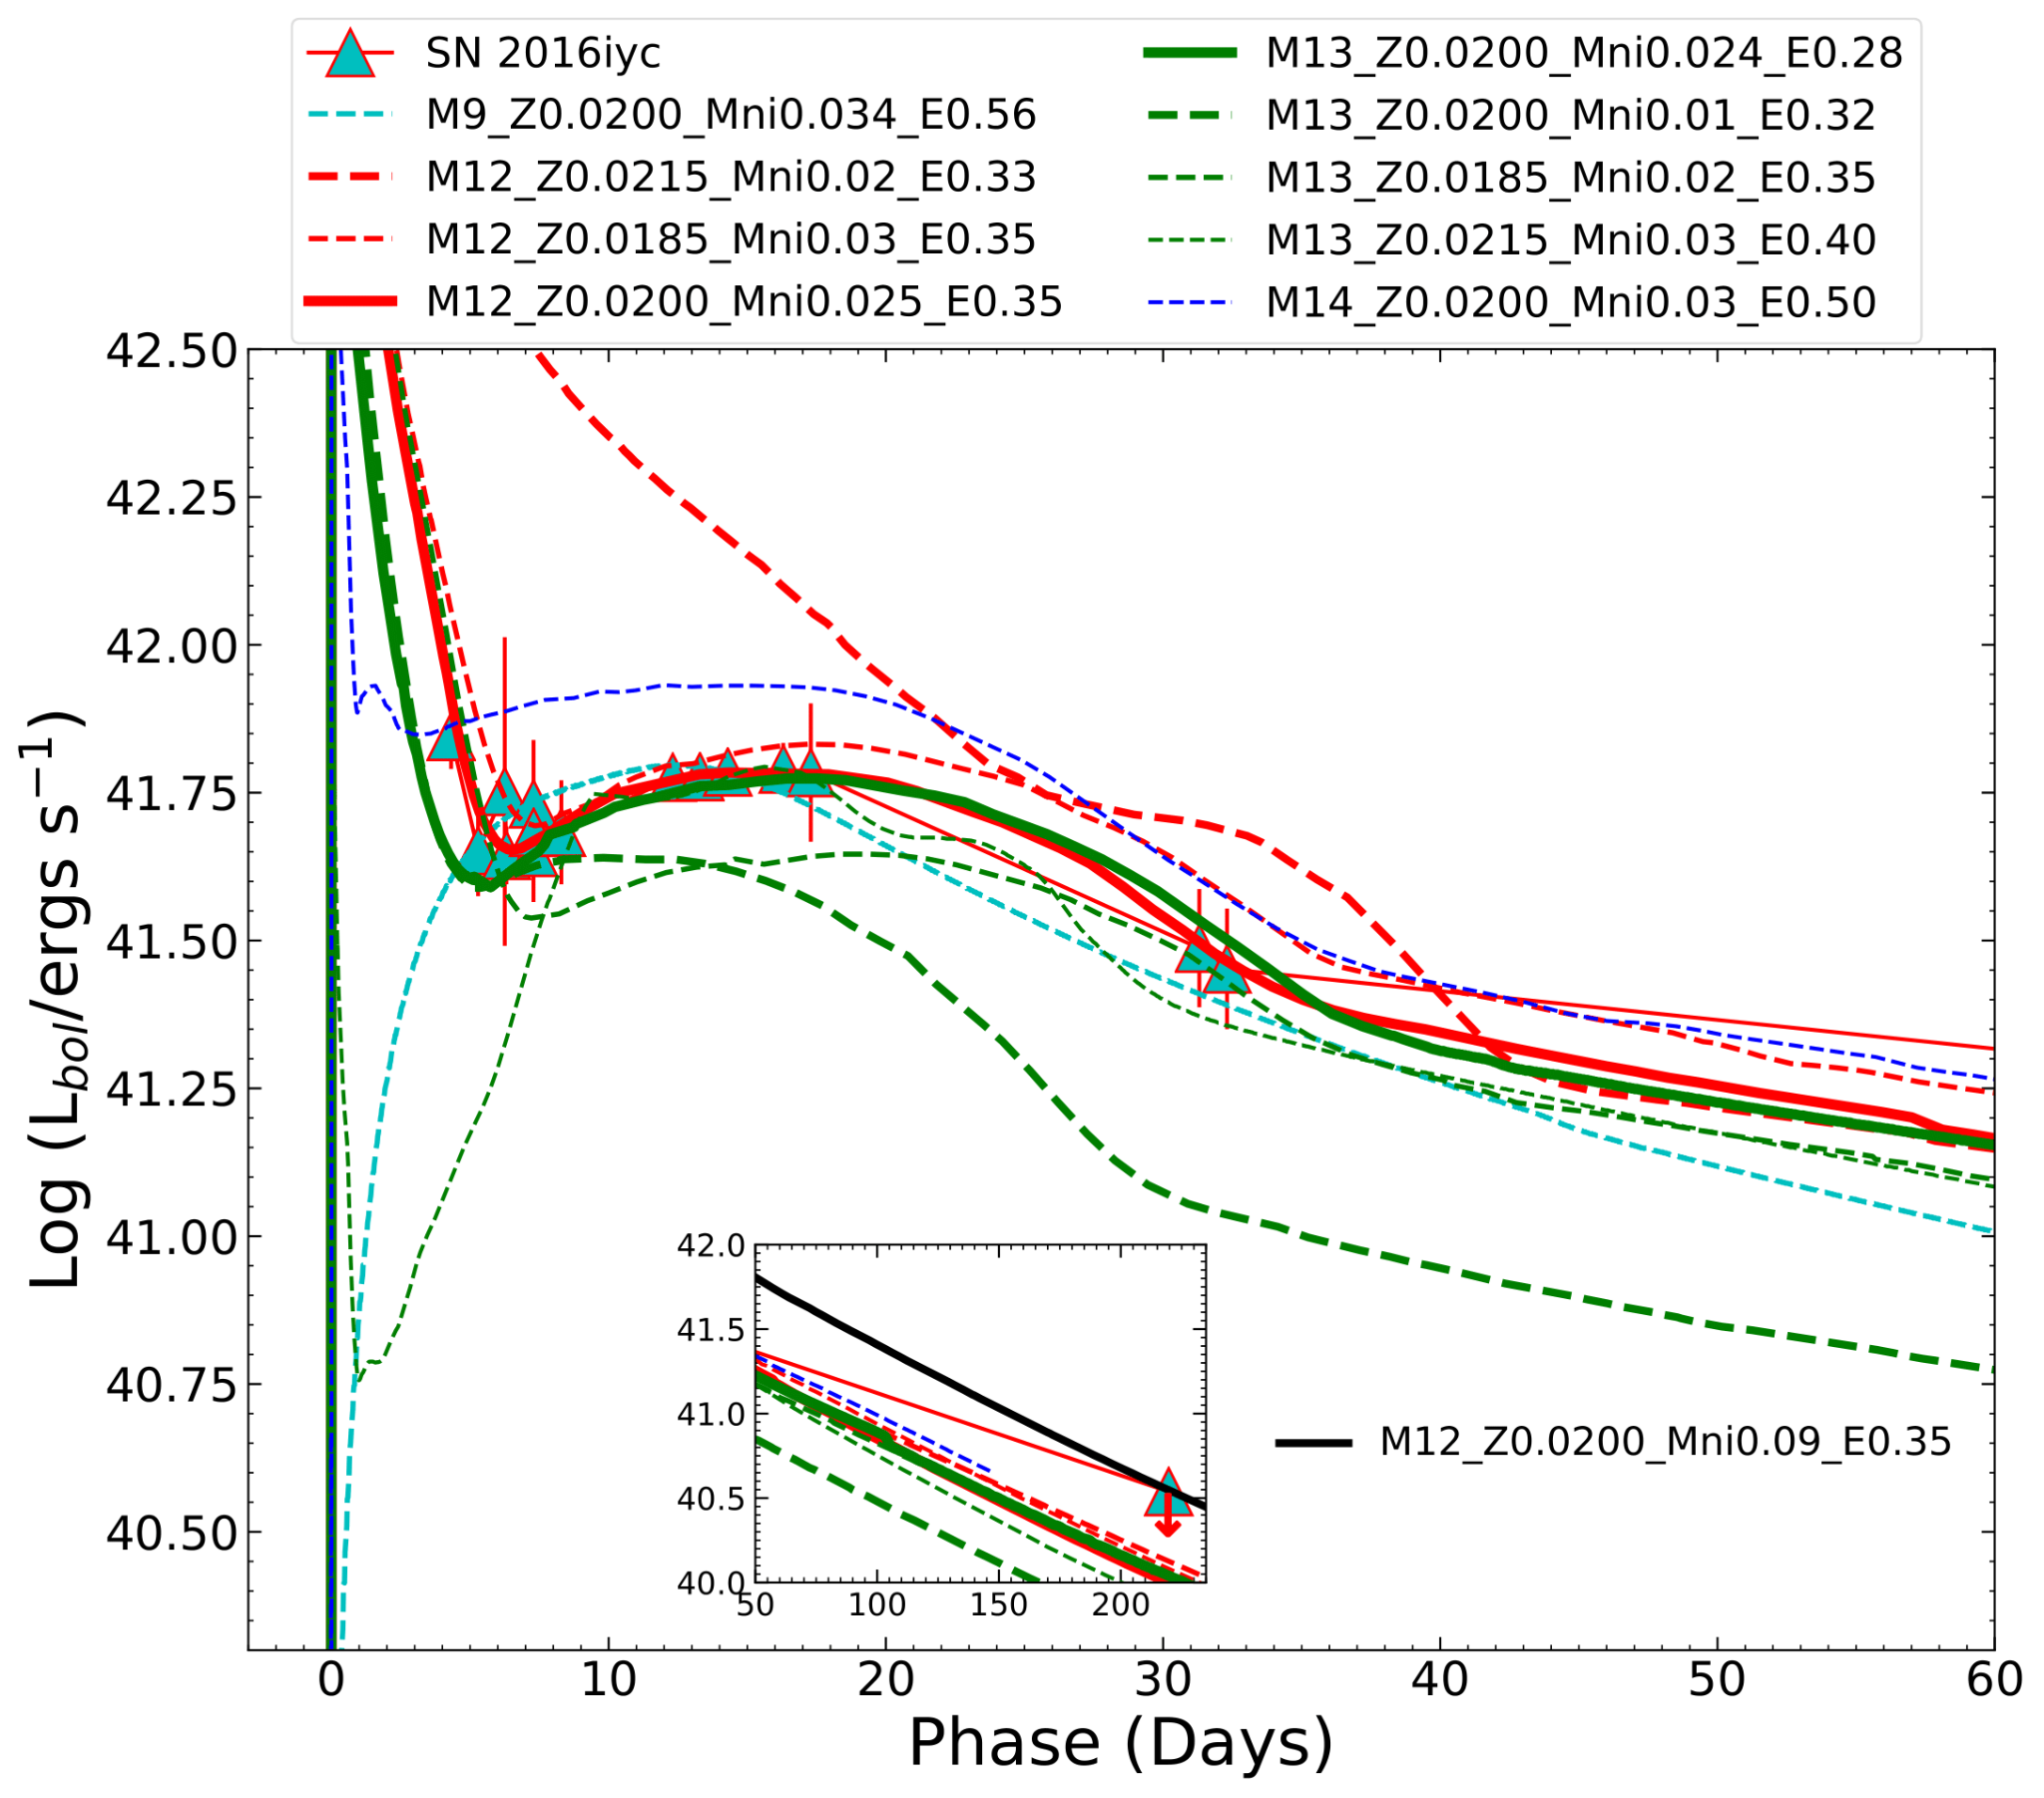 SN 2016iyc
M9_Z0.0200_Mni0.034_E0.56
M12_Z0.0215_Mni0.02_E0.33
M12_Z0.0185_Mni0.03_E0.35
M12_Z0.0200_Mni0.025_E0.35
M13_Z0.0200_Mni0.024_E0.28
M13_Z0.0200_Mni0.01_E0.32
M13_Z0.0185_Mni0.02_E0.35
M13_Z0.0215_Mni0.03_E0.40
M14_Z0.0200_Mni0.03_E0.50
Log (L_bol/ergs s⁻¹)
42.50
42.25
42.00
41.75
41.50
41.25
41.00
40.75
40.50
42.0
41.5
41.0
40.5
40.0
50 100 150 200
M12_Z0.0200_Mni0.09_E0.35
0 10 20 30 40 50 60
Phase (Days)